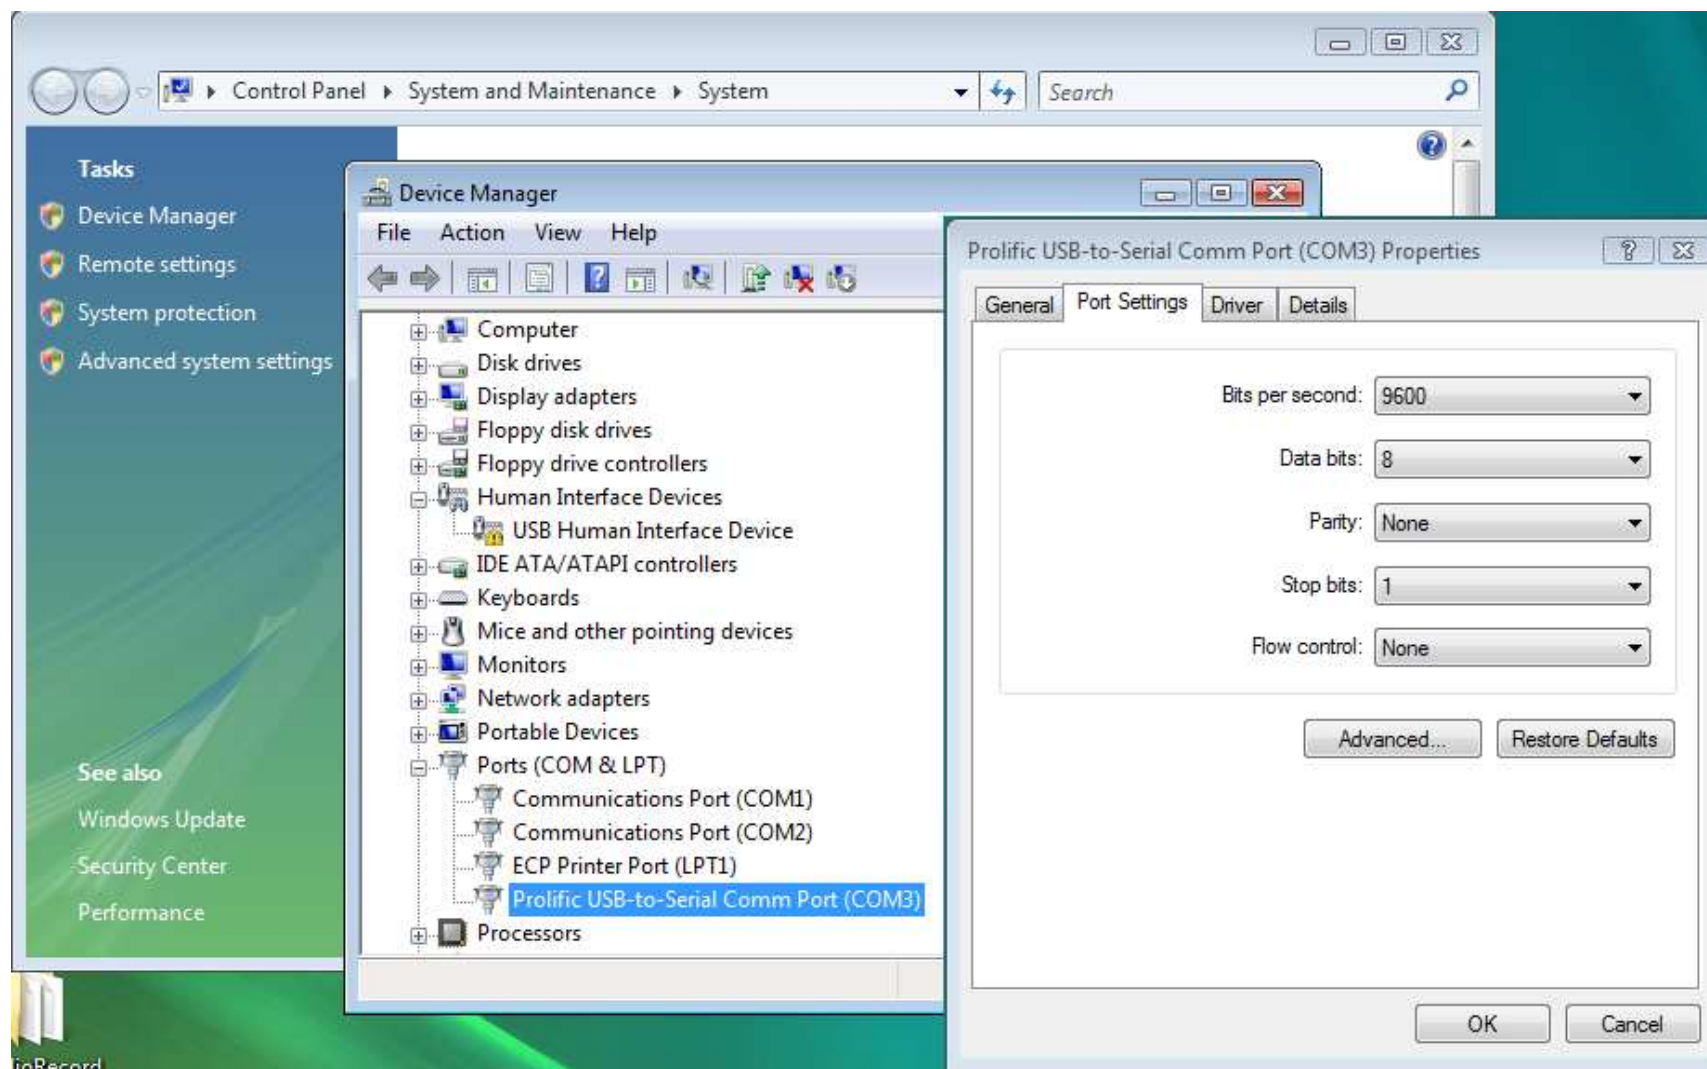 Control Panel System and Maintenance System
Search
Tasks
Device Manager
Remote settings
System protection
Advanced system settings
See also
Windows Update
Security Center
Performance
Device Manager
File Action View Help
Computer
Disk drives
Display adapters
Floppy disk drives
Floppy drive controllers
Human Interface Devices
USB Human Interface Device
IDE ATA/ATAPI controllers
Keyboards
Mice and other pointing devices
Monitors
Network adapters
Portable Devices
Ports (COM & LPT)
Communications Port (COM1)
Communications Port (COM2)
ECP Printer Port (LPT1)
Prolific USB-to-Serial Comm Port (COM3)
Processors
Prolific USB-to-Serial Comm Port (COM3) Properties
General Port Settings Driver Details
Bits per second: 9600
Data bits: 8
Parity: None
Stop bits: 1
Flow control: None
Advanced... Restore Defaults
OK Cancel